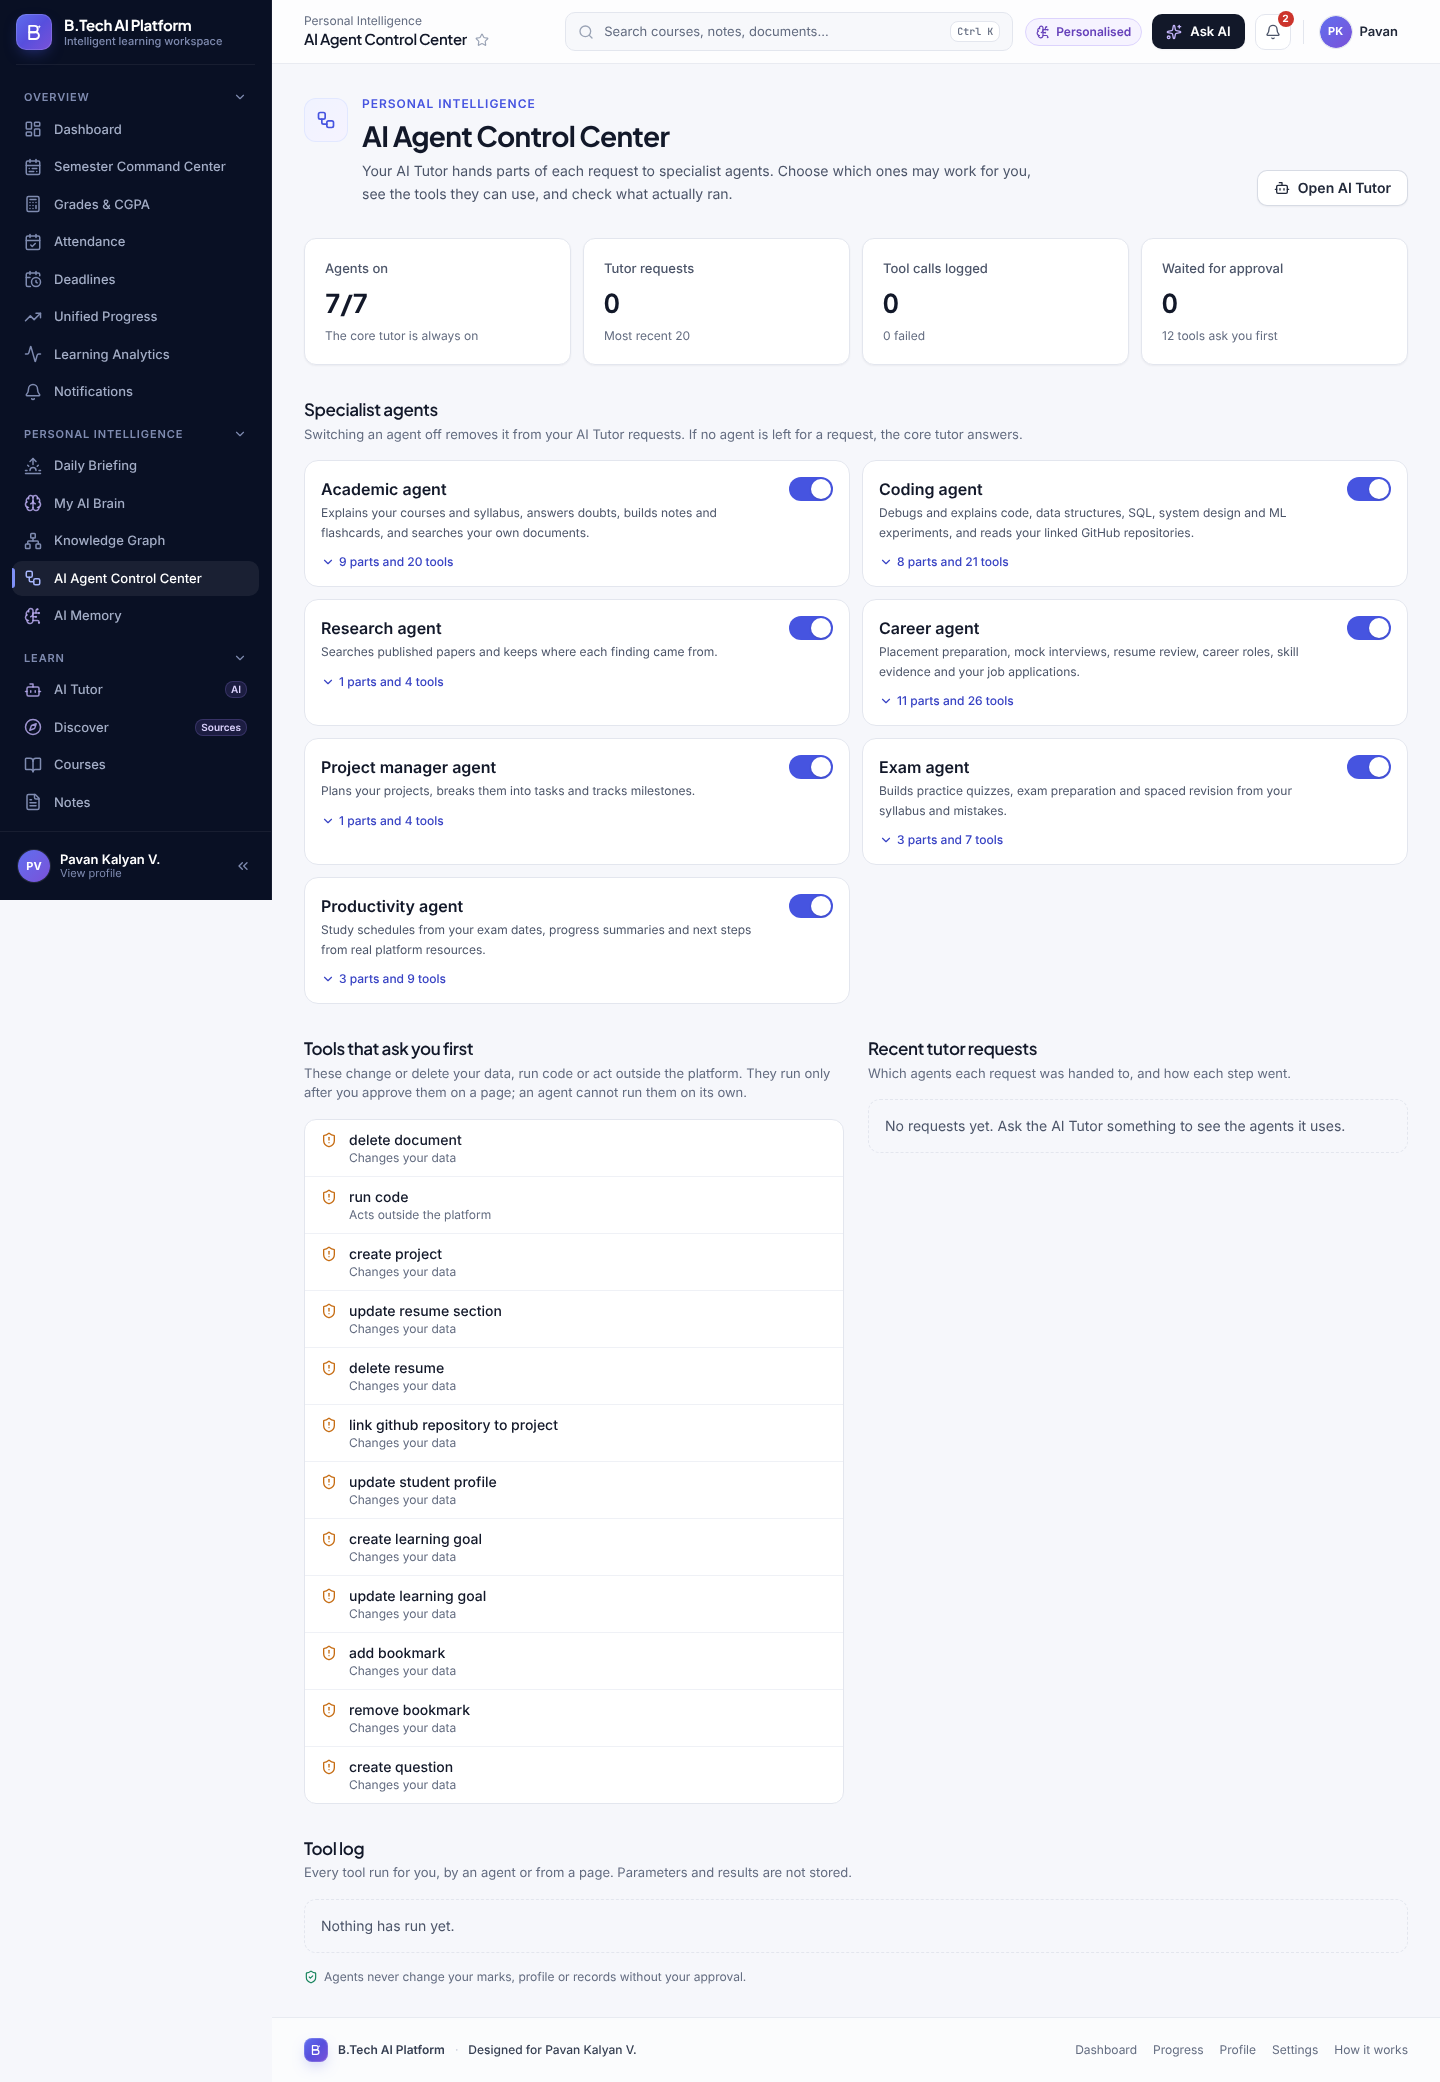 B.Tech AI Platform
Intelligent learning workspace
OVERVIEW
Dashboard
Semester Command Center
Grades & CGPA
Attendance
Deadlines
Unified Progress
Learning Analytics
Notifications
PERSONAL INTELLIGENCE
Daily Briefing
My AI Brain
Knowledge Graph
AI Agent Control Center
AI Memory
LEARN
AI Tutor AI
Discover Sources
Courses
Notes
PV
Pavan Kalyan V.
View profile
Personal Intelligence
AI Agent Control Center
Search courses, notes, documents...
Ctrl K
Personalised
Ask AI
2
PK
Pavan
PERSONAL INTELLIGENCE
AI Agent Control Center
Your AI Tutor hands parts of each request to specialist agents. Choose which ones may work for you,
see the tools they can use, and check what actually ran.
Open AI Tutor
Agents on
7/7
The core tutor is always on
Tutor requests
0
Most recent 20
Tool calls logged
0
0 failed
Waited for approval
0
12 tools ask you first
Specialist agents
Switching an agent off removes it from your AI Tutor requests. If no agent is left for a request, the core tutor answers.
Academic agent
Explains your courses and syllabus, answers doubts, builds notes and
flashcards, and searches your own documents.
9 parts and 20 tools
Coding agent
Debugs and explains code, data structures, SQL, system design and ML
experiments, and reads your linked GitHub repositories.
8 parts and 21 tools
Research agent
Searches published papers and keeps where each finding came from.
1 parts and 4 tools
Career agent
Placement preparation, mock interviews, resume review, career roles, skill
evidence and your job applications.
11 parts and 26 tools
Project manager agent
Plans your projects, breaks them into tasks and tracks milestones.
1 parts and 4 tools
Exam agent
Builds practice quizzes, exam preparation and spaced revision from your
syllabus and mistakes.
3 parts and 7 tools
Productivity agent
Study schedules from your exam dates, progress summaries and next steps
from real platform resources.
3 parts and 9 tools
Tools that ask you first
These change or delete your data, run code or act outside the platform. They run only
after you approve them on a page; an agent cannot run them on its own.
delete document
Changes your data
run code
Acts outside the platform
create project
Changes your data
update resume section
Changes your data
delete resume
Changes your data
link github repository to project
Changes your data
update student profile
Changes your data
create learning goal
Changes your data
update learning goal
Changes your data
add bookmark
Changes your data
remove bookmark
Changes your data
create question
Changes your data
Recent tutor requests
Which agents each request was handed to, and how each step went.
No requests yet. Ask the AI Tutor something to see the agents it uses.
Tool log
Every tool run for you, by an agent or from a page. Parameters and results are not stored.
Nothing has run yet.
Agents never change your marks, profile or records without your approval.
B.Tech AI Platform · Designed for Pavan Kalyan V.
Dashboard Progress Profile Settings How it works